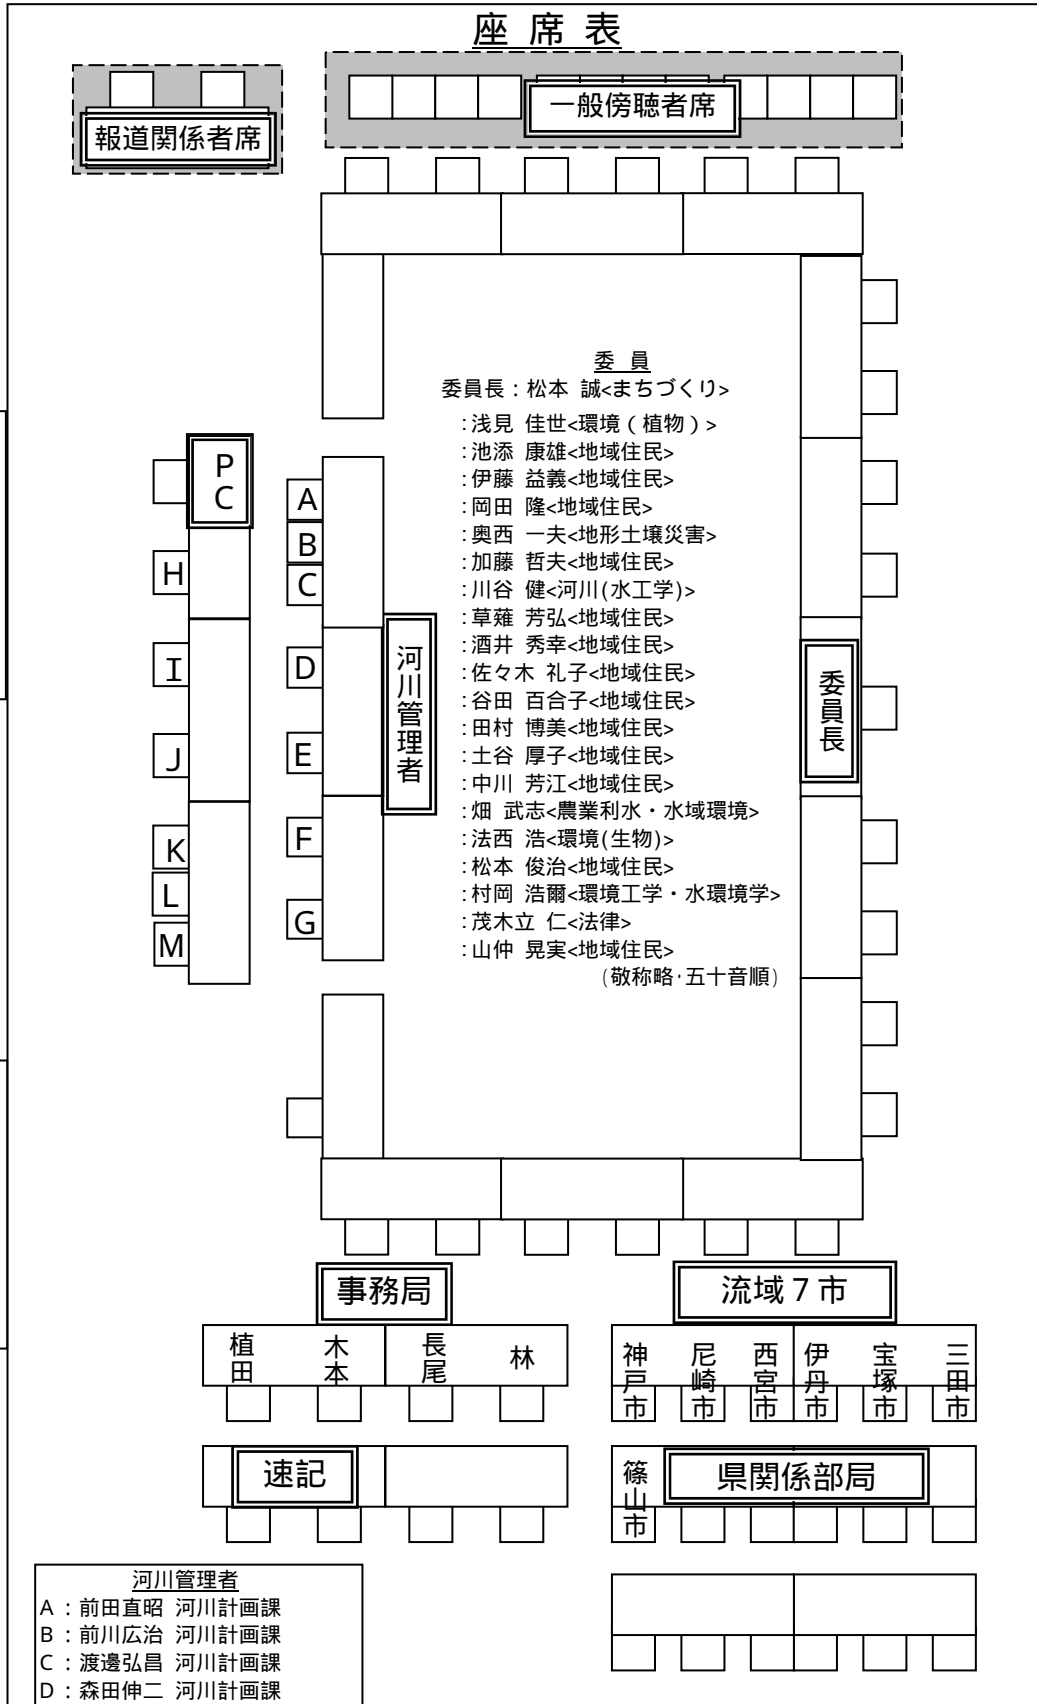 座 席 表
報道関係者席
一般傍聴者席
委 員
委員長：松本 誠<まちづくり>
：浅見 佳世<環境（植物）>
：池添 康雄<地域住民>
：伊藤 益義<地域住民>
：岡田 隆<地域住民>
：奥西 一夫<地形土壌災害>
：加藤 哲夫<地域住民>
：川谷 健<河川(水工学)>
：草薙 芳弘<地域住民>
：酒井 秀幸<地域住民>
：佐々木 礼子<地域住民>
：谷田 百合子<地域住民>
：田村 博美<地域住民>
：土谷 厚子<地域住民>
：中川 芳江<地域住民>
：畑 武志<農業利水・水域環境>
：法西 浩<環境(生物)>
：松本 俊治<地域住民>
：村岡 浩爾<環境工学・水環境学>
：茂木立 仁<法律>
：山仲 晃実<地域住民>
（敬称略･五十音順）
PC
H
I
J
K
L
M
A
B
C
D
E
F
G
河川管理者
委員長
事務局
植田
木本
長尾
林
流域７市
神戸市
尼崎市
西宮市
伊丹市
宝塚市
三田市
速記
篠山市
県関係部局
河川管理者
A：前田直昭 河川計画課
B：前川広治 河川計画課
C：渡邊弘昌 河川計画課
D：森田伸二 河川計画課